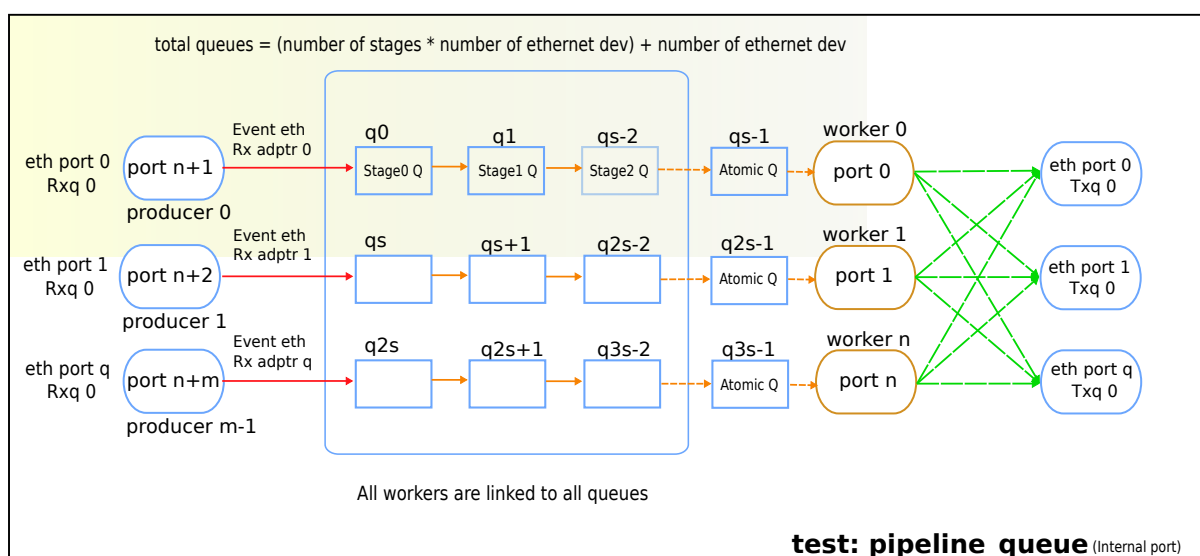 total queues = (number of stages * number of ethernet dev) + number of ethernet dev
eth port 0
Rxq 0
port n+1
producer 0
Event eth
Rx adptr 0
q0
Stage0 Q
q1
Stage1 Q
qs-2
Stage2 Q
qs-1
Atomic Q
worker 0
port 0
eth port 0
Txq 0
eth port 1
Rxq 0
port n+2
producer 1
Event eth
Rx adptr 1
qs
qs+1
q2s-2
q2s-1
Atomic Q
worker 1
port 1
eth port 1
Txq 0
eth port q
Rxq 0
port n+m
producer m-1
Event eth
Rx adptr q
q2s
q2s+1
q3s-2
q3s-1
Atomic Q
worker n
port n
eth port q
Txq 0
All workers are linked to all queues
test: pipeline_queue (Internal port)